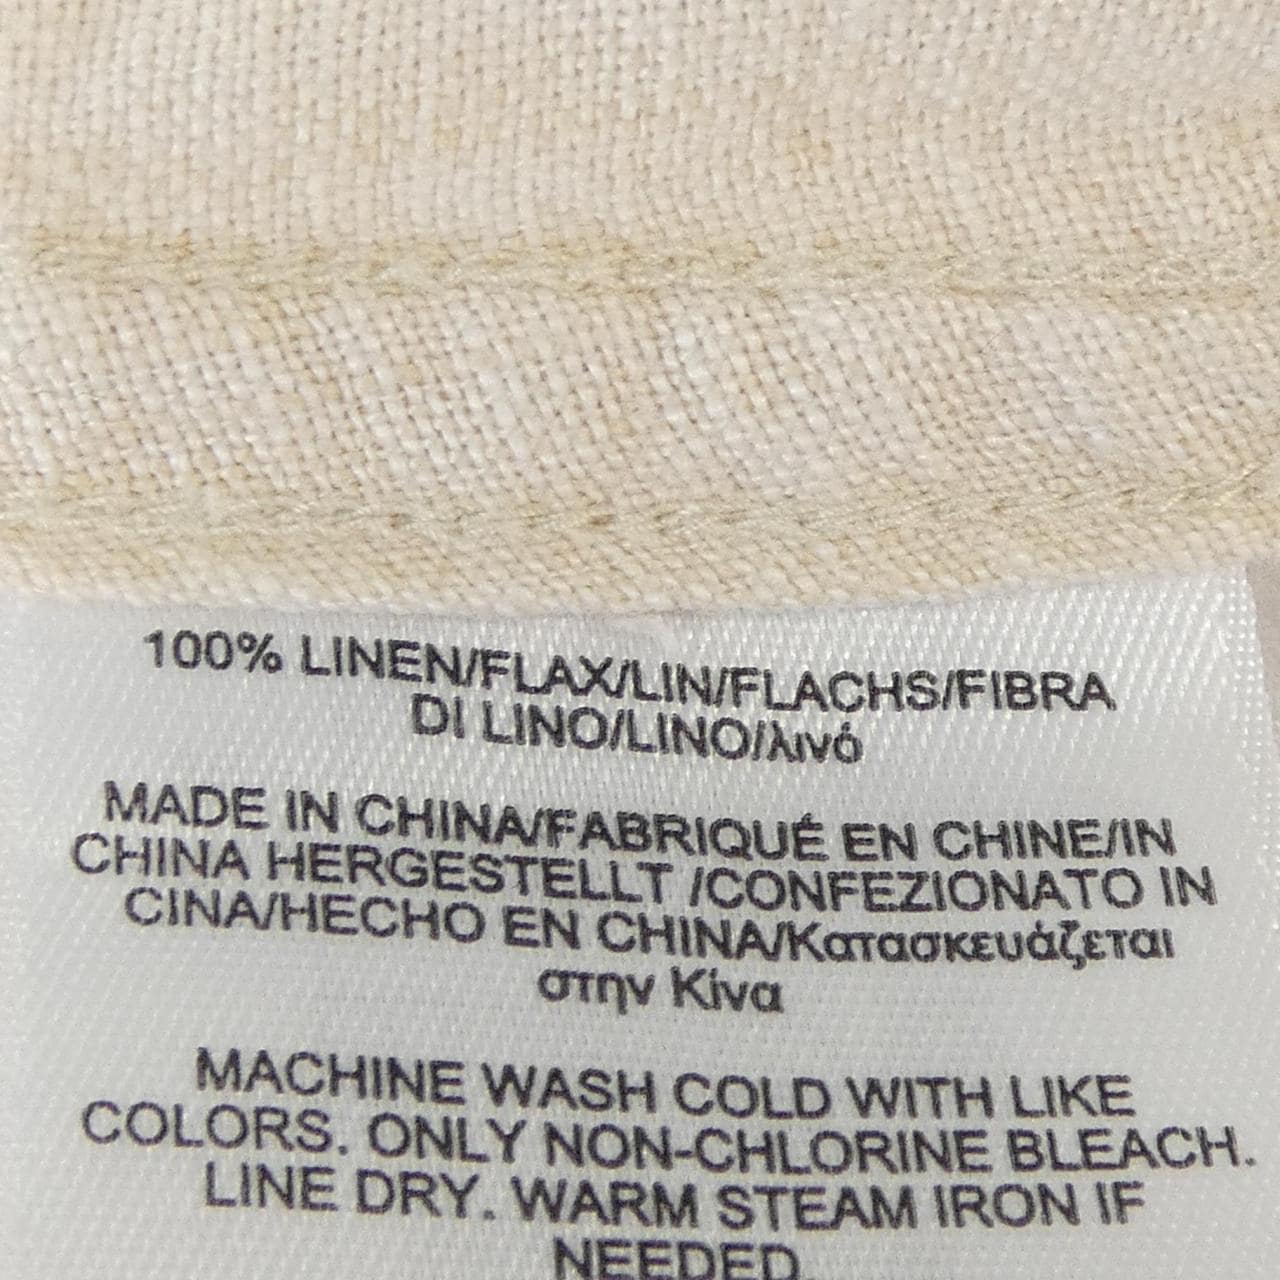 100% LINEN/FLAX/LIN/FLACHS/FIBRA
DI LINO/LINO/λινό
MADE IN CHINA/FABRIQUÉ EN CHINE/IN
CHINA HERGESTELLT /CONFEZIONATO IN
CINA/HECHO EN CHINA/Κατασκευάζεται
στην Κίνα
MACHINE WASH COLD WITH LIKE
COLORS. ONLY NON-CHLORINE BLEACH.
LINE DRY. WARM STEAM IRON IF
NEEDED